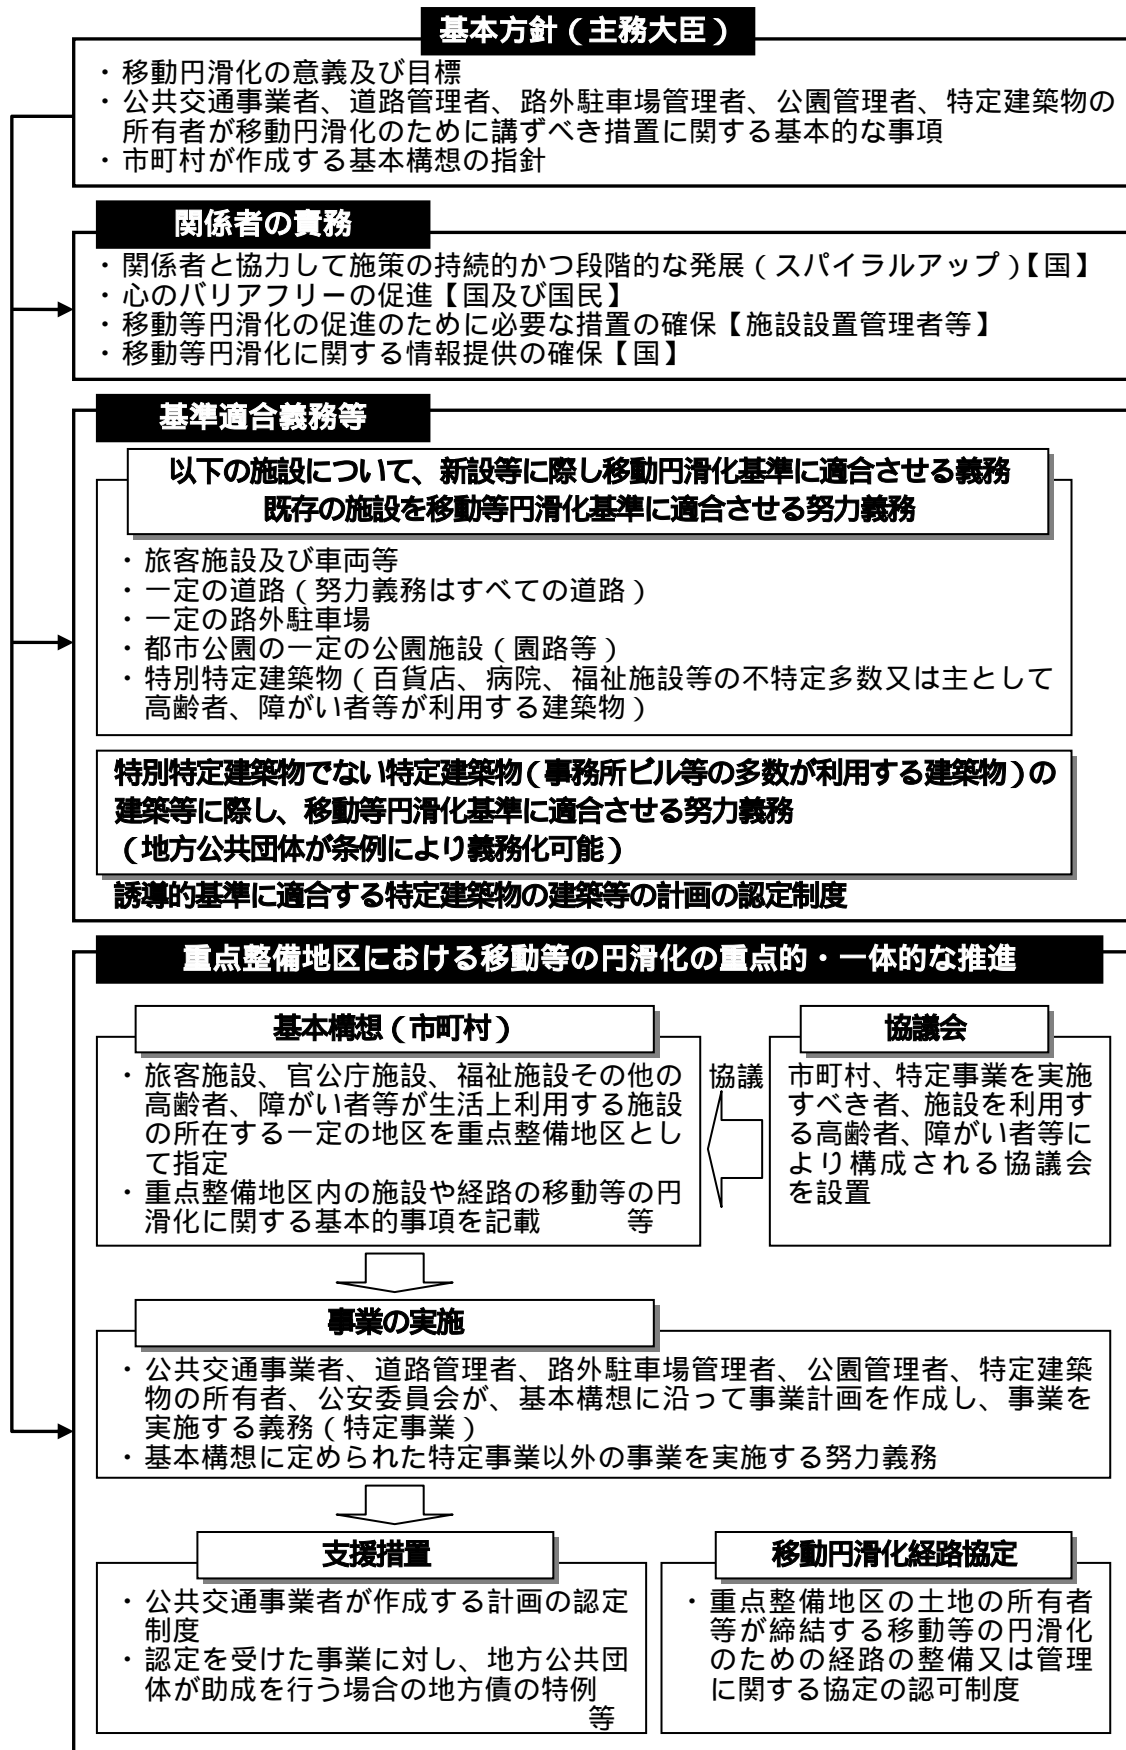 基本方針（主務大臣）
・移動円滑化の意義及び目標
・公共交通事業者、道路管理者、路外駐車場管理者、公園管理者、特定建築物の
所有者が移動円滑化のために講ずべき措置に関する基本的な事項
・市町村が作成する基本構想の指針
関係者の責務
・関係者と協力して施策の持続的かつ段階的な発展（スパイラルアップ）【国】
・心のバリアフリーの促進【国及び国民】
・移動等円滑化の促進のために必要な措置の確保【施設設置管理者等】
・移動等円滑化に関する情報提供の確保【国】
基準適合義務等
以下の施設について、新設等に際し移動円滑化基準に適合させる義務
既存の施設を移動等円滑化基準に適合させる努力義務
・旅客施設及び車両等
・一定の道路（努力義務はすべての道路）
・一定の路外駐車場
・都市公園の一定の公園施設（園路等）
・特別特定建築物（百貨店、病院、福祉施設等の不特定多数又は主として
高齢者、障がい者等が利用する建築物）
特別特定建築物でない特定建築物（事務所ビル等の多数が利用する建築物）の
建築等に際し、移動等円滑化基準に適合させる努力義務
（地方公共団体が条例により義務化可能）
誘導的基準に適合する特定建築物の建築等の計画の認定制度
重点整備地区における移動等の円滑化の重点的・一体的な推進
基本構想（市町村）
・旅客施設、官公庁施設、福祉施設その他の
高齢者、障がい者等が生活上利用する施設
の所在する一定の地区を重点整備地区とし
て指定
・重点整備地区内の施設や経路の移動等の円
滑化に関する基本的事項を記載 等
協議
協議会
市町村、特定事業を実施
すべき者、施設を利用す
る高齢者、障がい者等に
より構成される協議会
を設置
事業の実施
・公共交通事業者、道路管理者、路外駐車場管理者、公園管理者、特定建築
物の所有者、公安委員会が、基本構想に沿って事業計画を作成し、事業を
実施する義務（特定事業）
・基本構想に定められた特定事業以外の事業を実施する努力義務
支援措置
・公共交通事業者が作成する計画の認定
制度
・認定を受けた事業に対し、地方公共団
体が助成を行う場合の地方債の特例
等
移動円滑化経路協定
・重点整備地区の土地の所有者
等が締結する移動等の円滑化
のための経路の整備又は管理
に関する協定の認可制度